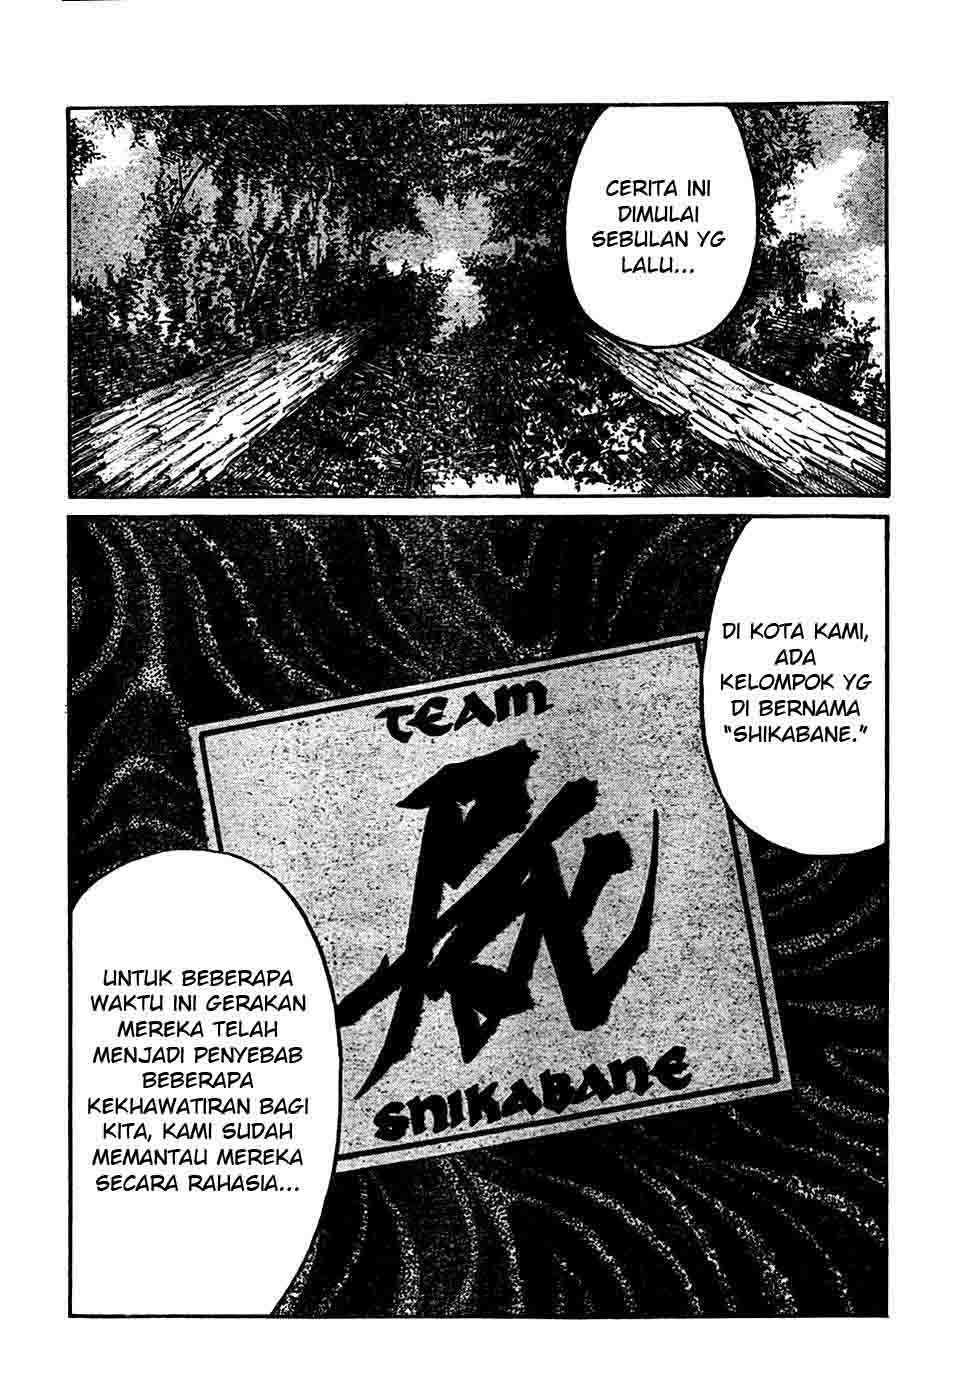 CERITA INI
DIMULAI
SEBULAN YG
LALU...
DI KOTA KAMI,
ADA
KELOMPOK YG
DI BERNAMA
"SHIKABANE."
TEAM
屍
SHIKABANE
UNTUK BEBERAPA
WAKTU INI GERAKAN
MEREKA TELAH
MENJADI PENYEBAB
BEBERAPA
KEKHAWATIRAN BAGI
KITA, KAMI SUDAH
MEMANTAU MEREKA
SECARA RAHASIA...